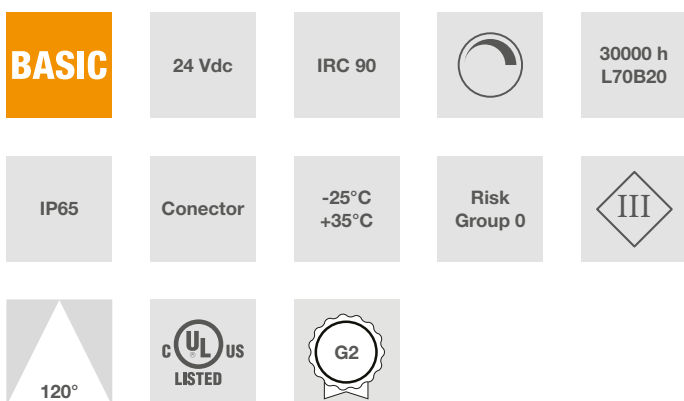 BASIC
24 Vdc
IRC 90
30000 h
L70B20
IP65
Conector
-25°C
+35°C
Risk
Group 0
III
120°
C UL® US
LISTED
G2